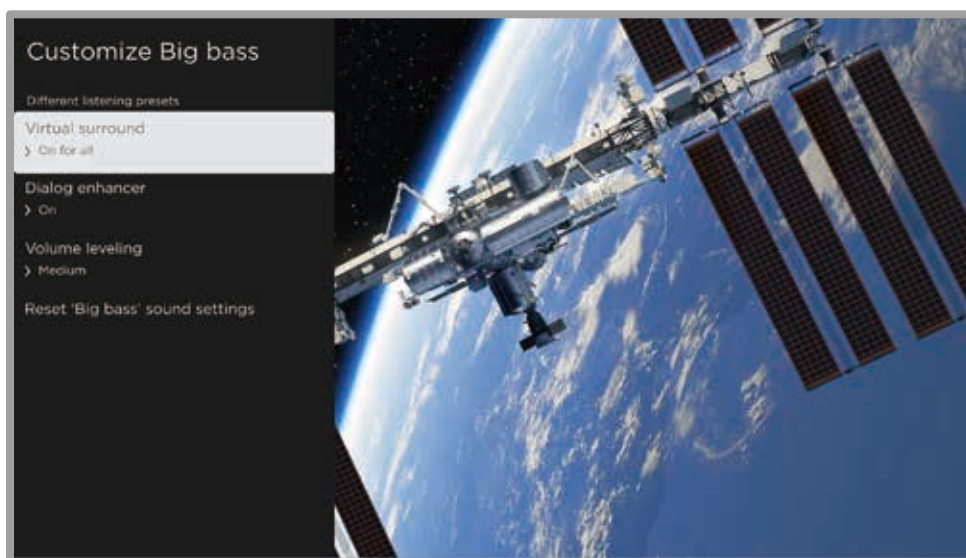 Customize Big bass
Different listening presets
Virtual surround
On for all
Dialog enhancer
On
Volume leveling
Medium
Reset 'Big bass' sound settings